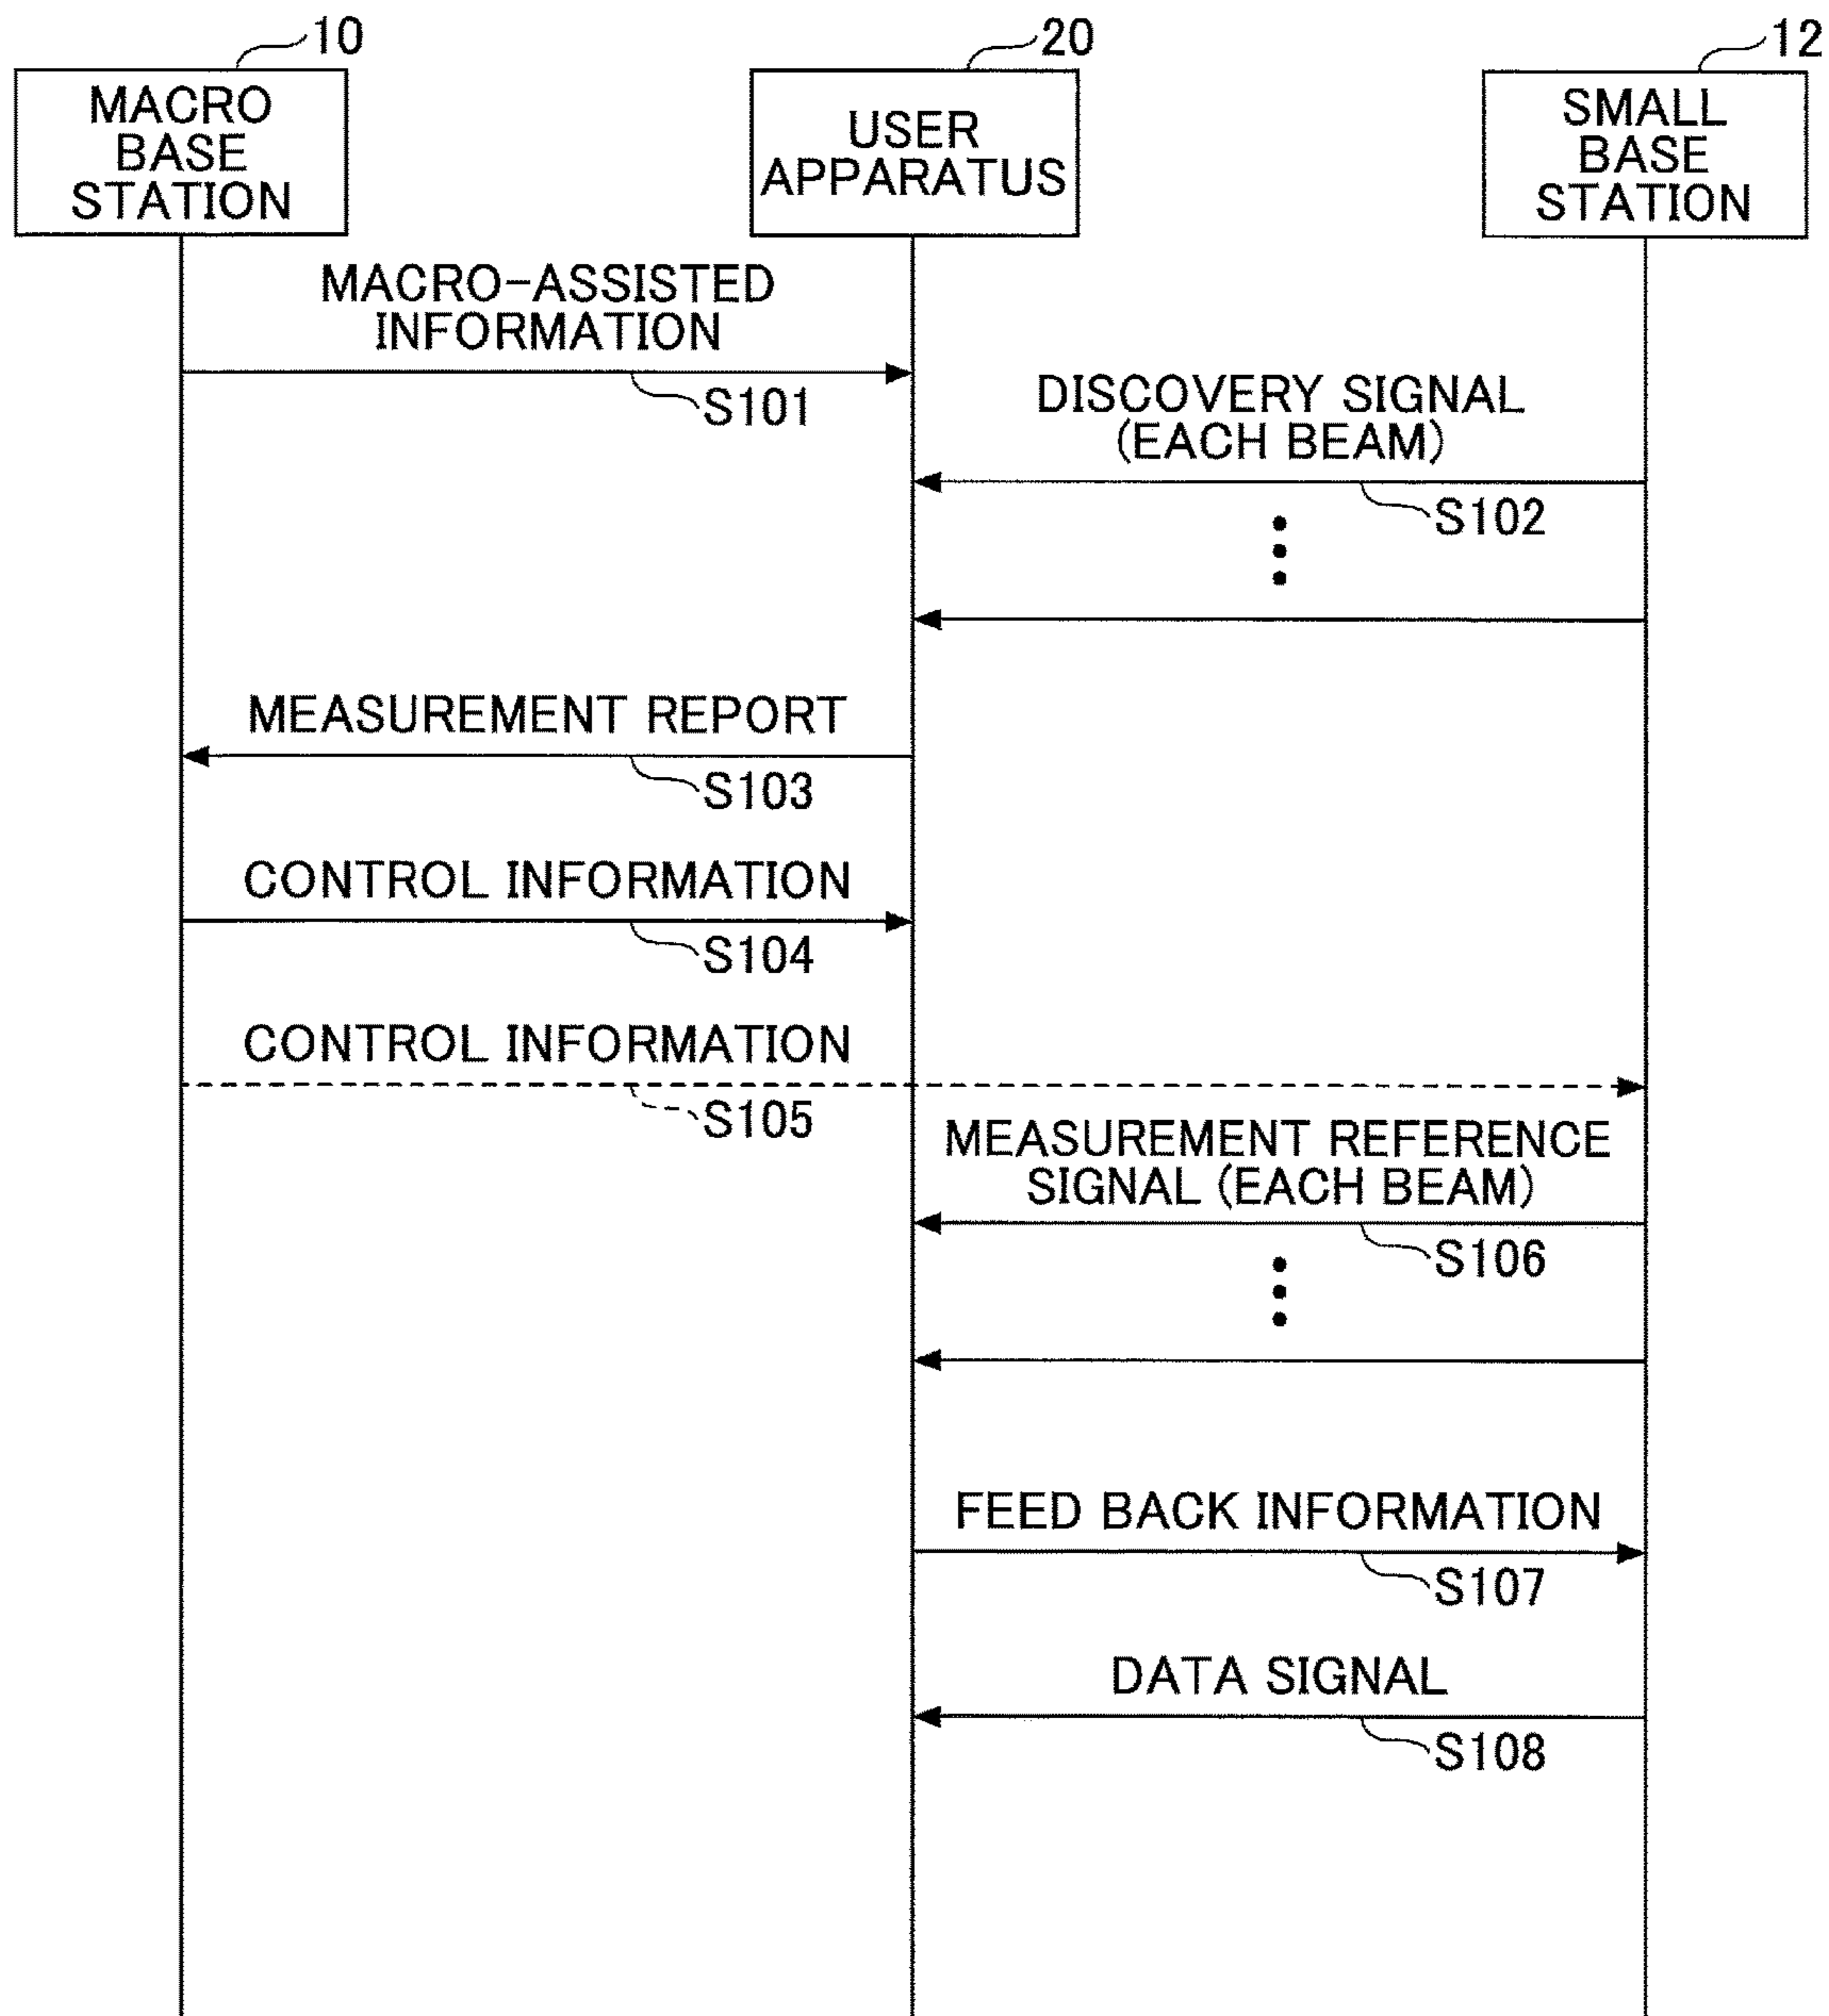 10
20
12
MACRO
BASE
STATION
USER
APPARATUS
SMALL
BASE
STATION
MACRO-ASSISTED
INFORMATION
S101
DISCOVERY SIGNAL
(EACH BEAM)
S102
MEASUREMENT REPORT
S103
CONTROL INFORMATION
S104
CONTROL INFORMATION
S105
MEASUREMENT REFERENCE
SIGNAL (EACH BEAM)
S106
FEED BACK INFORMATION
S107
DATA SIGNAL
S108